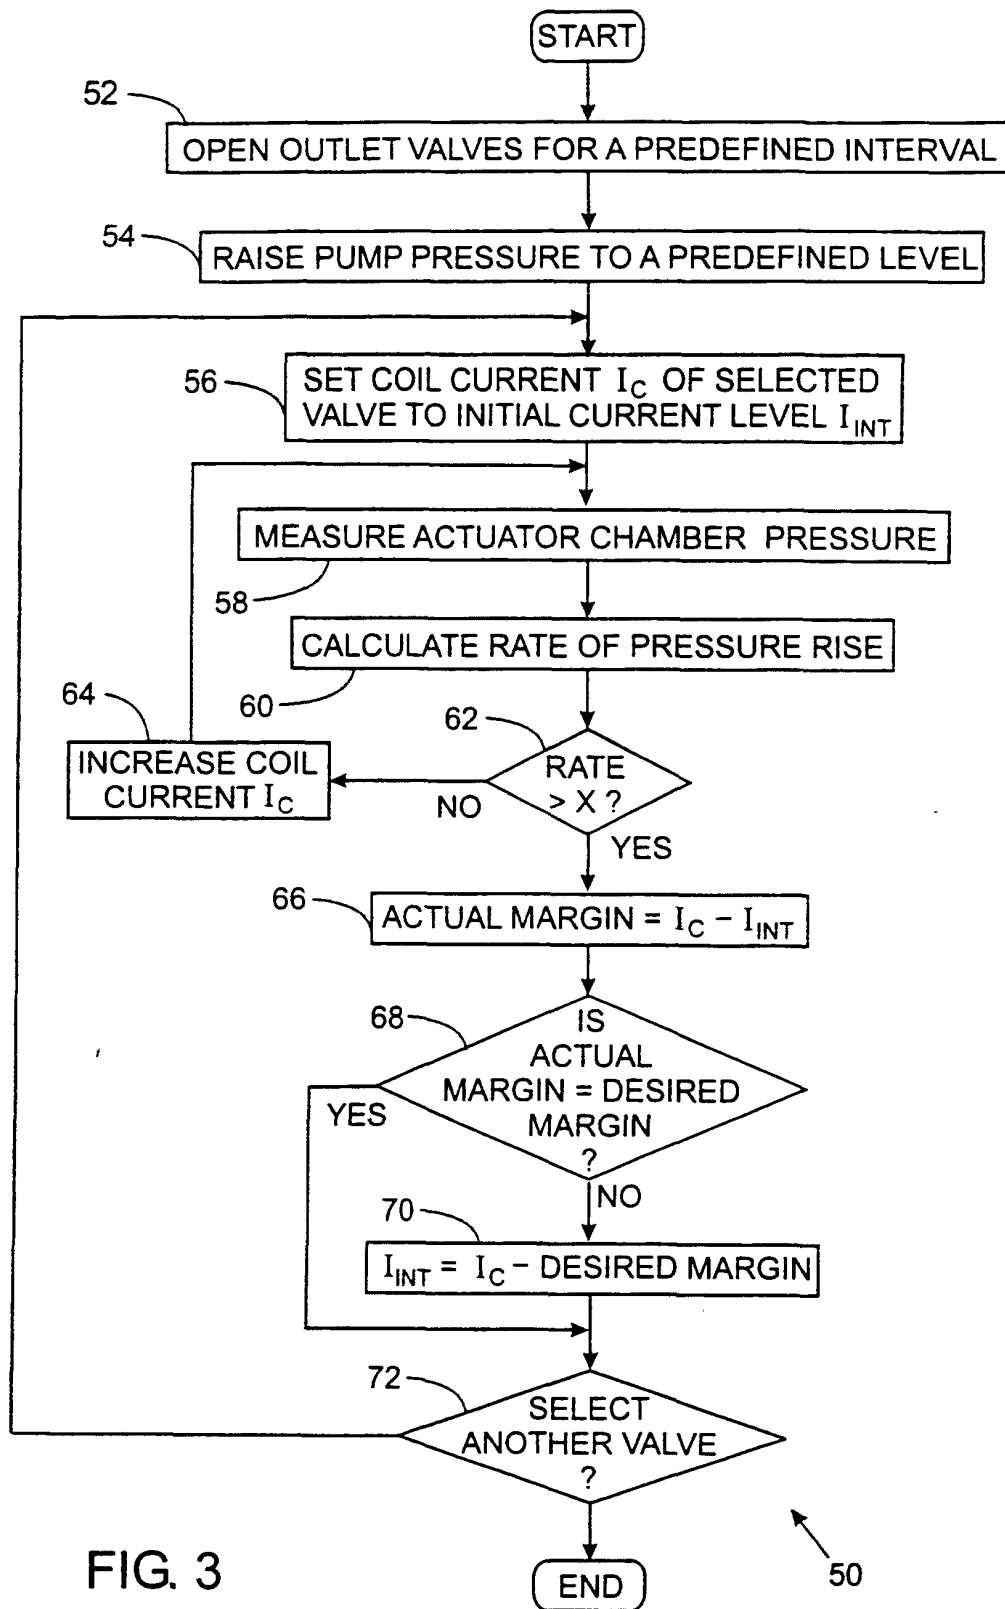 START
52
OPEN OUTLET VALVES FOR A PREDEFINED INTERVAL
54
RAISE PUMP PRESSURE TO A PREDEFINED LEVEL
56
SET COIL CURRENT I_C OF SELECTED
VALVE TO INITIAL CURRENT LEVEL I_INT
MEASURE ACTUATOR CHAMBER PRESSURE
58
CALCULATE RATE OF PRESSURE RISE
60
62
RATE
> X ?
NO
YES
64
INCREASE COIL
CURRENT I_C
66
ACTUAL MARGIN = I_C – I_INT
68
IS
ACTUAL
MARGIN = DESIRED
MARGIN
?
YES
NO
70
I_INT = I_C – DESIRED MARGIN
72
SELECT
ANOTHER VALVE
?
END
50
FIG. 3